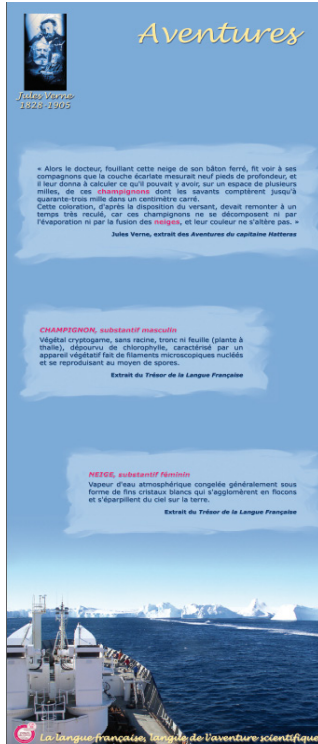 Aventures
Jules Verne
1828-1905
« Alors le docteur, fouillant cette neige de son bâton ferré, fit voir à ses
compagnons que la couche écarlate mesurait neuf pieds de profondeur, et
il leur donna à calculer ce qu'il pouvait y avoir, sur un espace de plusieurs
milles, de ces champignons dont les savants comptèrent jusqu'à
quarante-trois mille dans un centimètre carré.
Cette coloration, d'après la disposition du versant, devait remonter à un
temps très reculé, car ces champignons ne se décomposent ni par
l'évaporation ni par la fusion des neiges, et leur couleur ne s'altère pas. »
Jules Verne, extrait des Aventures du capitaine Hatteras
CHAMPIGNON, substantif masculin
Végétal cryptogame, sans racine, tronc ni feuille (plante à
thalle), dépourvu de chlorophylle, caractérisé par un
appareil végétatif fait de filaments microscopiques nucléés
et se reproduisant au moyen de spores.
Extrait du Trésor de la Langue Française
NEIGE, substantif féminin
Vapeur d'eau atmosphérique congelée généralement sous
forme de fins cristaux blancs qui s'agglomèrent en flocons
et s'éparpillent du ciel sur la terre.
Extrait du Trésor de la Langue Française
La langue française, langue de l'aventure scientifique